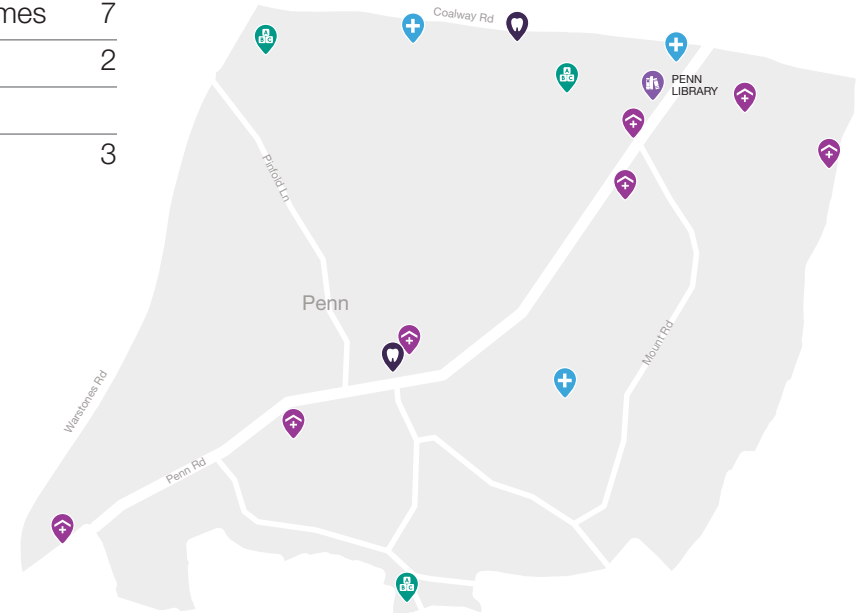 mes 7
2
3
Coalway Rd
PENN
LIBRARY
Pinfold Ln
Penn
Mount Rd
Warstones Rd
Penn Rd
A
B C
A
B C
A
B C